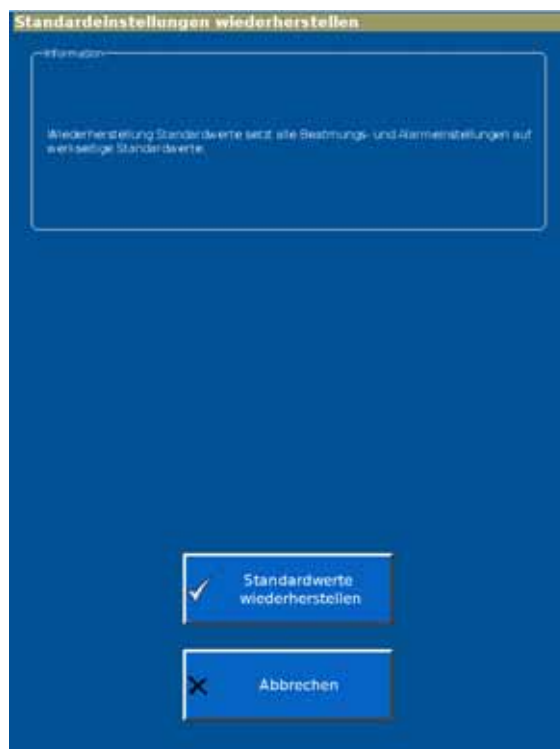 Standardeinstellungen wiederherstellen
Information
Wiederherstellung Standardwerte setzt alle Beatmungs- und Alarmeinstellungen auf
werkseitige Standardwerte.
Standardwerte
wiederherstellen
Abbrechen